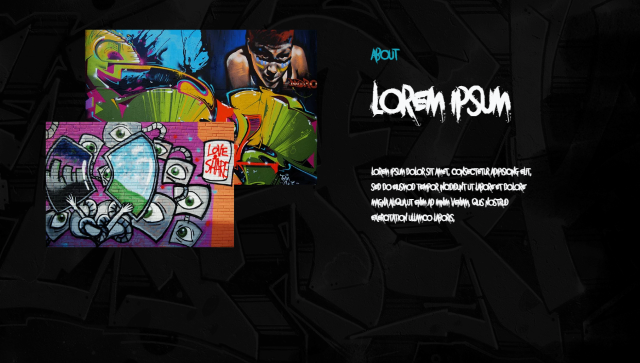 ABOUT
LOREM IPSUM
LOREM IPSUM DOLOR SIT AMET, CONSECTETUR ADIPISCING ELIT,
SED DO EIUSMOD TEMPOR INCIDIDUNT UT LABORE ET DOLORE
MAGNA ALIQUA. UT ENIM AD MINIM VENIAM, QUIS NOSTRUD
EXERCITATION ULLAMCO LABORIS.
LOVE
SHARE